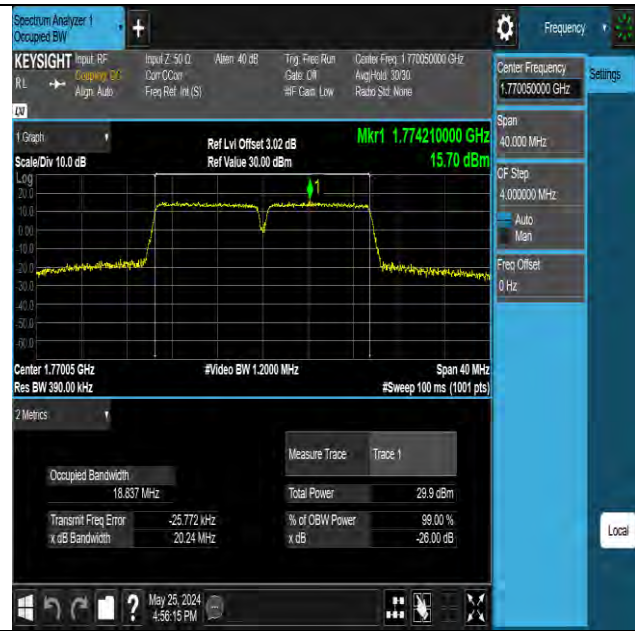 Spectrum Analyzer 1
Occupied BW
Frequency
KEYSIGHT Input: RF Input Z: 50 Ω Atten: 40 dB Trig: Free Run Center Freq: 1.770050000 GHz
RL Coupling: DC Corr CCorr Gate: Off Avg|Hold: 30/30
Align: Auto Freq Ref: Int (S) #IF Gain: Low Radio Std: None
1 Graph
Ref Lvl Offset 3.02 dB
Mkr1 1.774210000 GHz
Scale/Div 10.0 dB
Ref Value 30.00 dBm
15.70 dBm
Log
20.0
10.0
0.00
-10.0
-20.0
-30.0
-40.0
-50.0
-60.0
1
Center 1.77005 GHz
#Video BW 1.2000 MHz
Span 40 MHz
Res BW 390.00 kHz
#Sweep 100 ms (1001 pts)
2 Metrics
Measure Trace Trace 1
Occupied Bandwidth
18.837 MHz
Total Power 29.9 dBm
Transmit Freq Error -25.772 kHz
% of OBW Power 99.00 %
x dB Bandwidth 20.24 MHz
x dB -26.00 dB
Center Frequency
1.770050000 GHz
Settings
Span
40.000 MHz
CF Step
4.000000 MHz
Auto
Man
Freq Offset
0 Hz
Local
May 25, 2024
4:56:15 PM